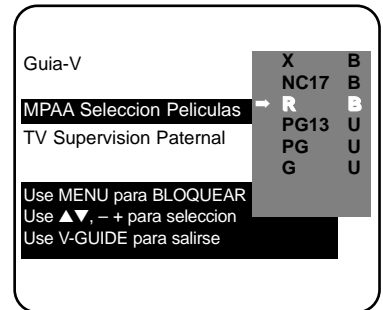 Guia-V
MPAA Seleccion Peliculas
TV Supervision Paternal
X B
NC17 B
➡ R B
PG13 U
PG U
G U
Use MENU para BLOQUEAR
Use ▲▼, – + para seleccion
Use V-GUIDE para salirse